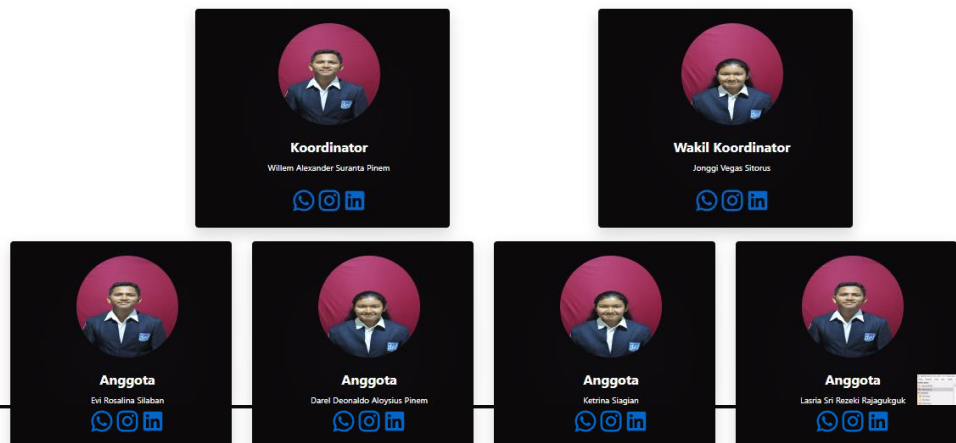 Koordinator
Willem Alexander Suranta Pinem
Wakil Koordinator
Jonggi Vegas Sitorus
Anggota
Evi Rosalina Silaban
Anggota
Darel Deonaldo Aloysius Pinem
Anggota
Ketrina Siagian
Anggota
Lasria Sri Rezeki Rajagukguk